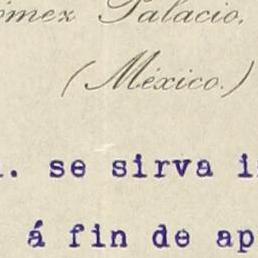 ómez Palacio,
(México.)
. se sirva i
á fin de ap